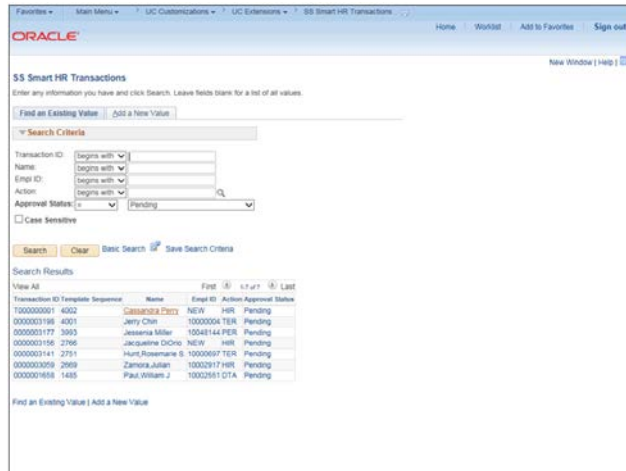 Favorites Main Menu > UC Customizations > UC Extensions > SS Smart HR Transactions
Home Worklist Add to Favorites Sign out
ORACLE
New Window | Help |
SS Smart HR Transactions
Enter any information you have and click Search. Leave fields blank for a list of all values.
Find an Existing Value Add a New Value
Search Criteria
Transaction ID: begins with
Name: begins with
Empl ID: begins with
Action: begins with
Approval Status: = Pending
Case Sensitive
Search Clear Basic Search Save Search Criteria
Search Results
View All First 1-7 of 7 Last
Transaction ID Template Sequence Name Empl ID Action Approval Status
T000000001 4002 Cassandra Perry NEW HIR Pending
0000003198 4001 Jerry Chin 10000004 TER Pending
0000003177 3993 Jessenia Miller 10048144 PER Pending
0000003156 2766 Jacqueline DiOrio NEW HIR Pending
0000003141 2751 Hunt,Rosemarie S. 10000697 TER Pending
0000003059 2669 Zamora,Julian 10002917 HIR Pending
0000001658 1485 Paul,William J 10002551 DTA Pending
Find an Existing Value | Add a New Value